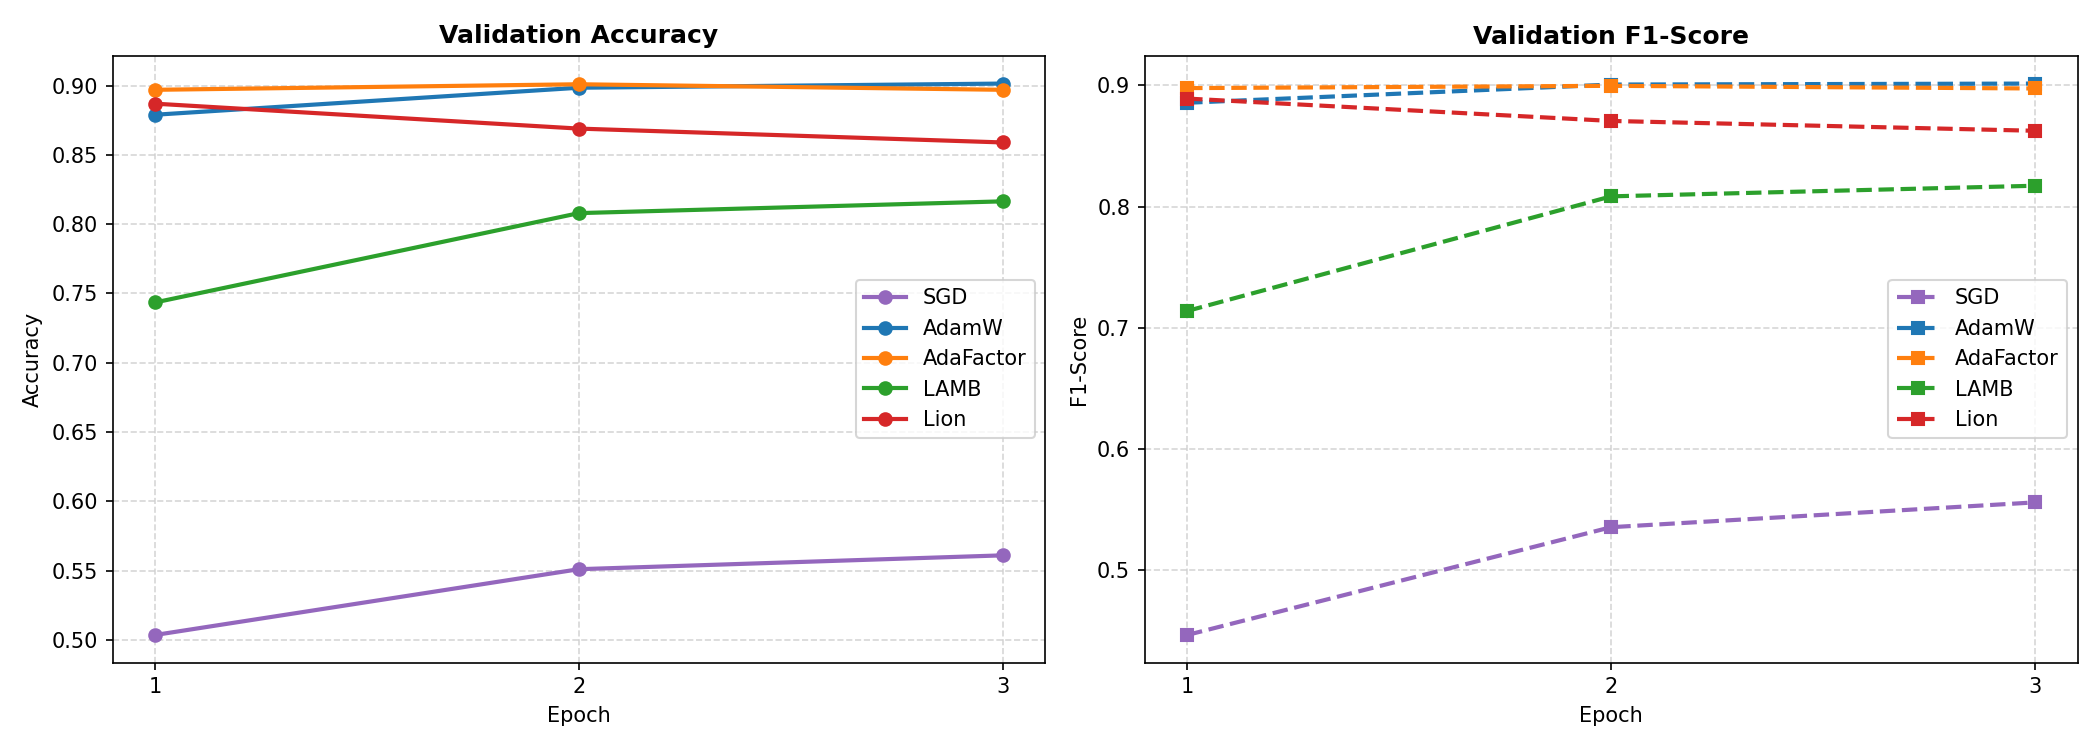 Validation Accuracy
Accuracy
0.90
0.85
0.80
0.75
0.70
0.65
0.60
0.55
0.50
SGD
AdamW
AdaFactor
LAMB
Lion
1 2 3
Epoch
Validation F1-Score
F1-Score
0.9
0.8
0.7
0.6
0.5
SGD
AdamW
AdaFactor
LAMB
Lion
1 2 3
Epoch